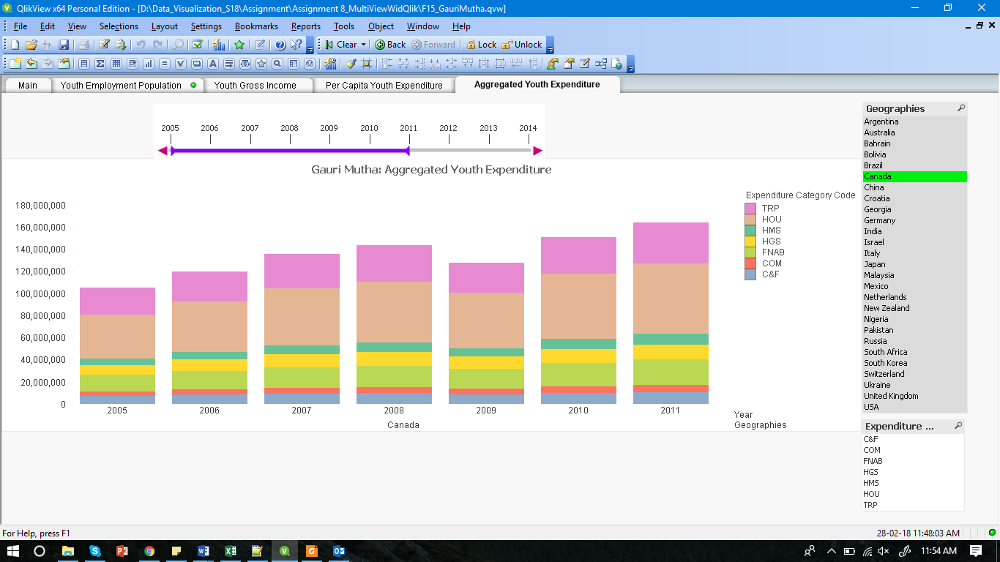 QlikView x64 Personal Edition - [D:\Data_Visualization_S18\Assignment\Assignment 8_MultiViewWidQlik\F15_GauriMutha.qvw]
File Edit View Selections Layout Settings Bookmarks Reports Tools Object Window Help
Clear Back Forward Lock Unlock
Main Youth Employment Population Youth Gross Income Per Capita Youth Expenditure Aggregated Youth Expenditure
2005 2006 2007 2008 2009 2010 2011 2012 2013 2014
Gauri Mutha: Aggregated Youth Expenditure
180,000,000
160,000,000
140,000,000
120,000,000
100,000,000
80,000,000
60,000,000
40,000,000
20,000,000
0
2005 2006 2007 2008 2009 2010 2011
Canada
Year
Geographies
Expenditure Category Code
TRP
HOU
HMS
HGS
FNAB
COM
C&F
Geographies
Argentina
Australia
Bahrain
Bolivia
Brazil
Canada
China
Croatia
Georgia
Germany
India
Israel
Italy
Japan
Malaysia
Mexico
Netherlands
New Zealand
Nigeria
Pakistan
Russia
South Africa
South Korea
Switzerland
Ukraine
United Kingdom
USA
Expenditure ...
C&F
COM
FNAB
HGS
HMS
HOU
TRP
For Help, press F1
28-02-18 11:48:03 AM
11:54 AM